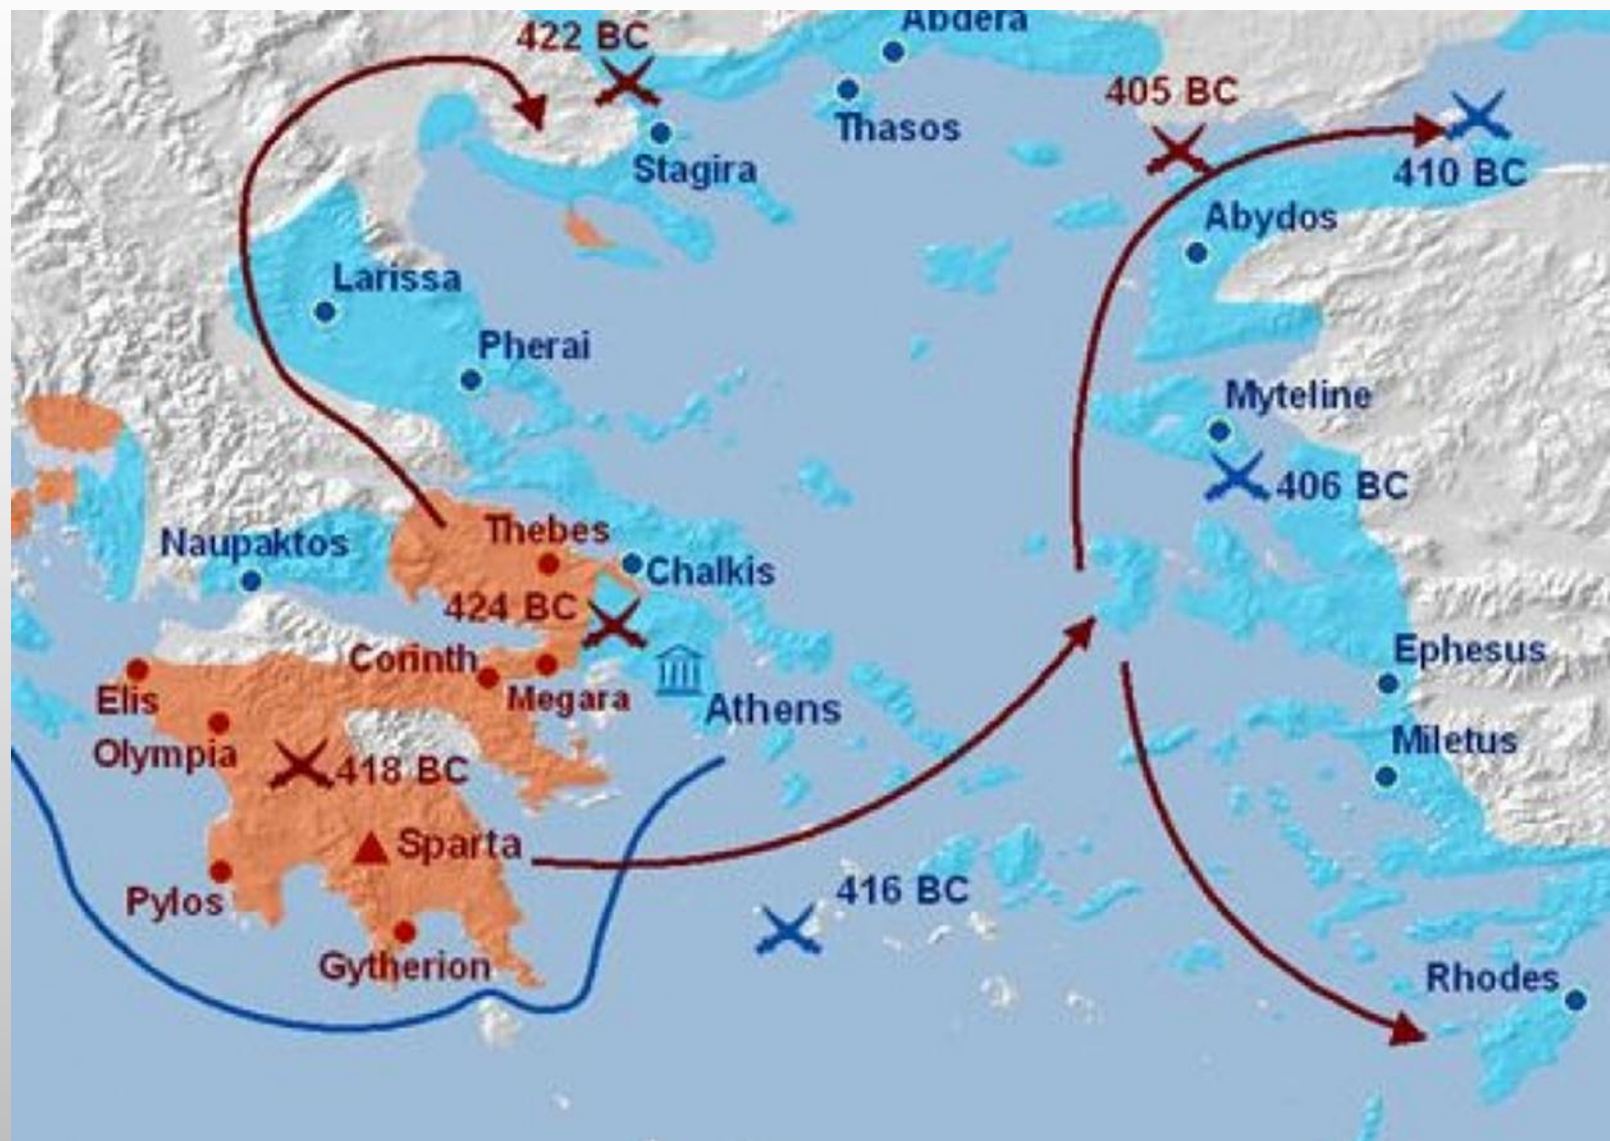 422 BC
Abdera
405 BC
Thasos
410 BC
Stagira
Abydos
Larissa
Pherai
Myteline
406 BC
Naupaktos
Thebes
Chalkis
424 BC
Corinth
Megara
Athens
Ephesus
Elis
Olympia
418 BC
Miletus
Sparta
Pylos
416 BC
Gytherion
Rhodes